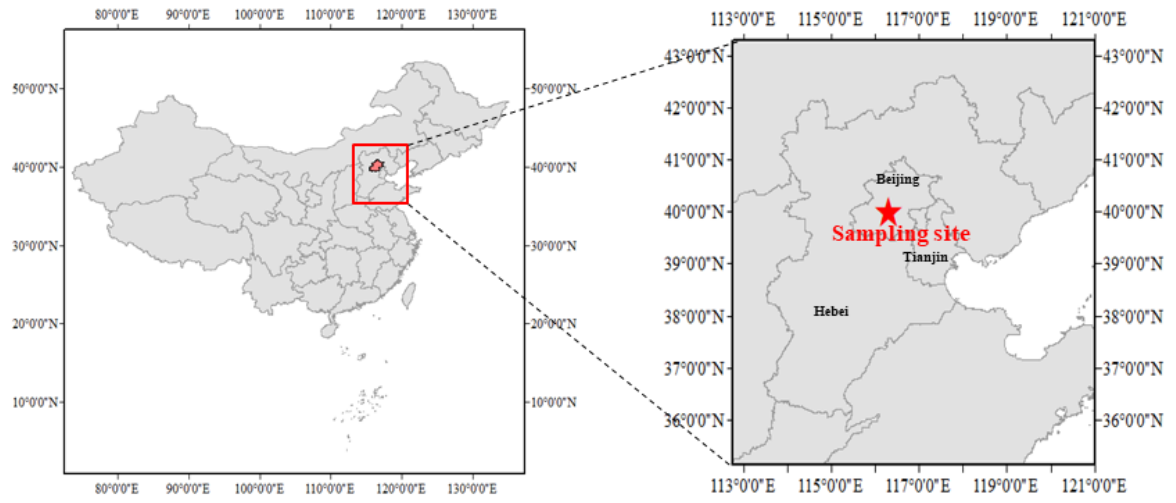 80°0'0"E 90°0'0"E 100°0'0"E 110°0'0"E 120°0'0"E 130°0'0"E
50°0'0"N 50°0'0"N
40°0'0"N 40°0'0"N
30°0'0"N 30°0'0"N
20°0'0"N 20°0'0"N
10°0'0"N 10°0'0"N
80°0'0"E 90°0'0"E 100°0'0"E 110°0'0"E 120°0'0"E 130°0'0"E
113°0'0"E 115°0'0"E 117°0'0"E 119°0'0"E 121°0'0"E
43°0'0"N 43°0'0"N
42°0'0"N 42°0'0"N
41°0'0"N 41°0'0"N
Beijing
40°0'0"N 40°0'0"N
Sampling site
Tianjin
39°0'0"N 39°0'0"N
Hebei
38°0'0"N 38°0'0"N
37°0'0"N 37°0'0"N
36°0'0"N 36°0'0"N
113°0'0"E 115°0'0"E 117°0'0"E 119°0'0"E 121°0'0"E